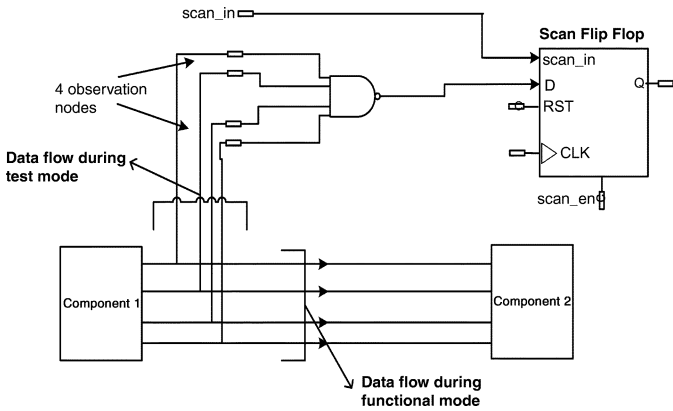 scan_in
Scan Flip Flop
scan_in
D
Q
RST
CLK
scan_en
4 observation
nodes
Data flow during
test mode
Component 1
Component 2
Data flow during
functional mode